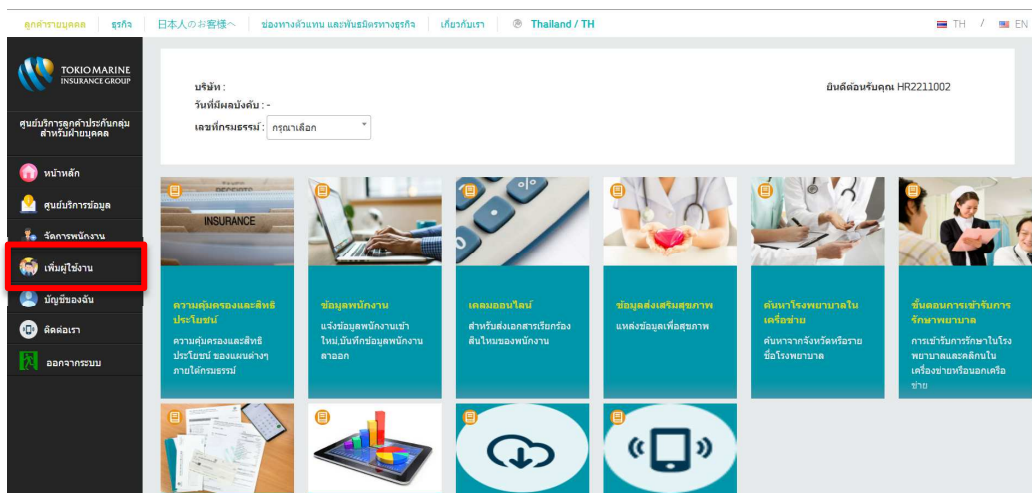 ลูกค้ารายบุคคล ธุรกิจ 日本人のお客様へ ช่องทางตัวแทน และพันธมิตรทางธุรกิจ เกี่ยวกับเรา Thailand / TH TH / EN
TOKIO MARINE
INSURANCE GROUP
บริษัท :
ยินดีต้อนรับคุณ HR2211002
วันที่มีผลบังคับ : -
เลขที่กรมธรรม์ : กรุณาเลือก
ศูนย์บริการลูกค้าประกันกลุ่ม
สำหรับฝ่ายบุคคล
หน้าหลัก
ศูนย์บริการข้อมูล
จัดการพนักงาน
เพิ่มผู้ใช้งาน
บัญชีของฉัน
ติดต่อเรา
ออกจากระบบ
INSURANCE
ความคุ้มครองและสิทธิ
ประโยชน์
ความคุ้มครองและสิทธิ
ประโยชน์ ของแผนต่างๆ
ภายใต้กรมธรรม์
ข้อมูลพนักงาน
แจ้งข้อมูลพนักงานเข้า
ใหม่,บันทึกข้อมูลพนักงาน
ลาออก
เคลมออนไลน์
สำหรับส่งเอกสารเรียกร้อง
สินไหมของพนักงาน
ข้อมูลส่งเสริมสุขภาพ
แหล่งข้อมูลเพื่อสุขภาพ
ค้นหาโรงพยาบาลใน
เครือข่าย
ค้นหาจากจังหวัดหรือราย
ชื่อโรงพยาบาล
ขั้นตอนการเข้ารับการ
รักษาพยาบาล
การเข้ารับการรักษาในโรง
พยาบาลและคลินิกใน
เครือข่ายหรือนอกเครือ
ข่าย